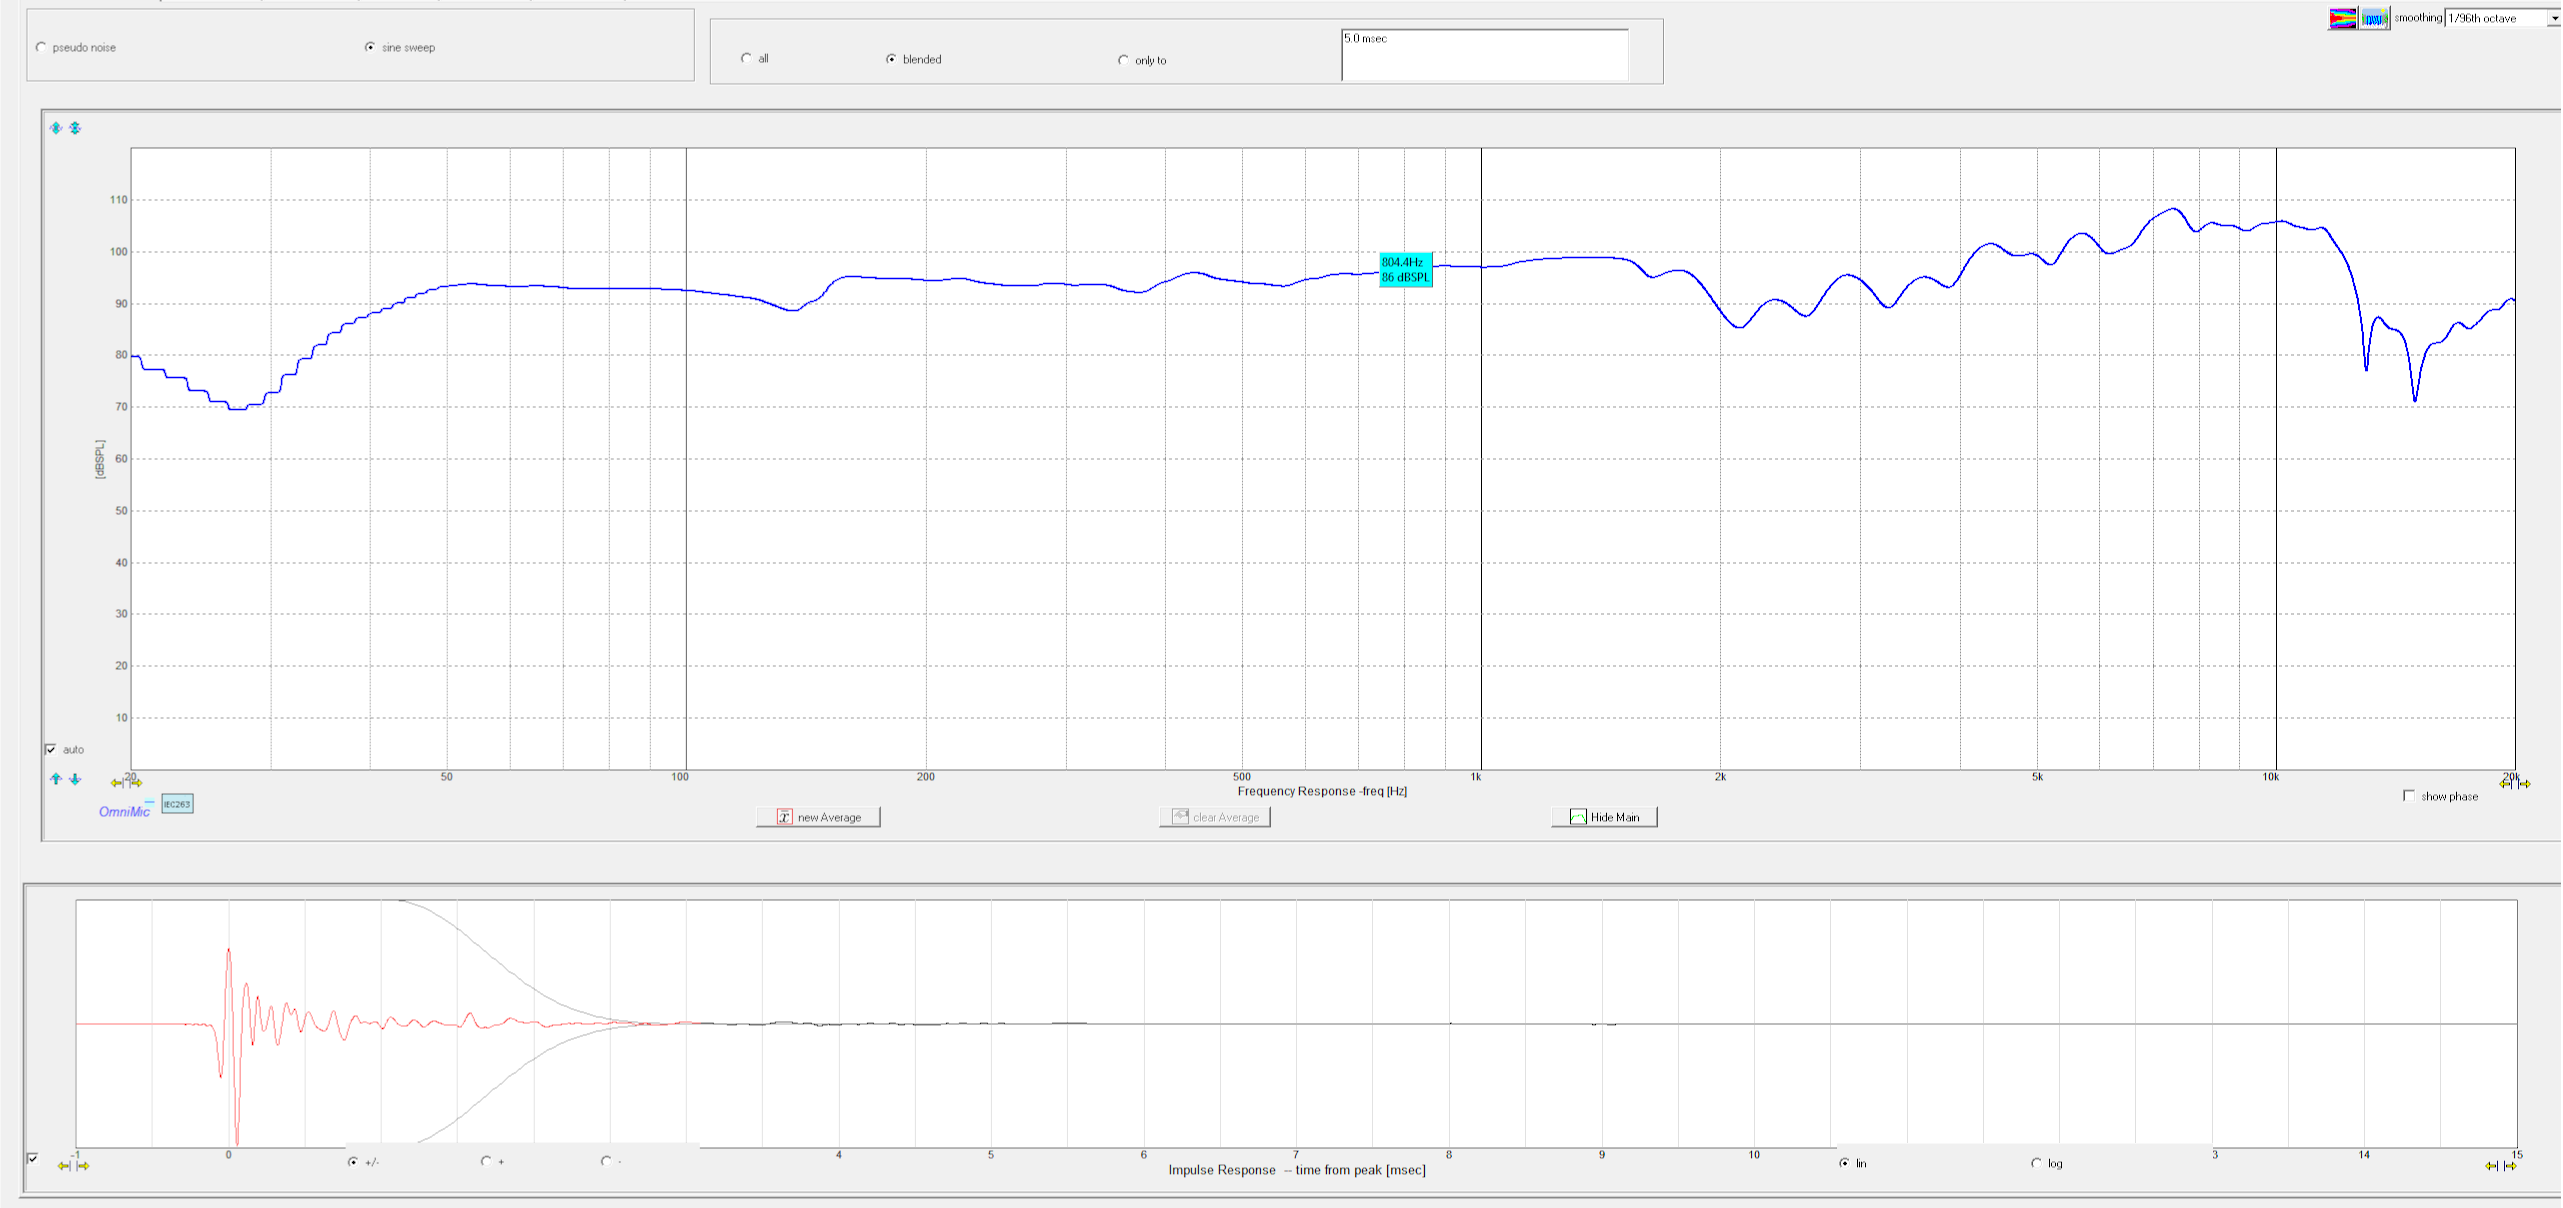 pseudo noise
sine sweep
all
blended
only to
5.0 msec
smoothing
1/96th octave
110
100
90
80
70
60
50
40
30
20
10
[dBSPL]
804.4Hz
86 dBSPL
auto
20
50
100
200
500
1k
2k
5k
10k
20k
Frequency Response -freq [Hz]
OmniMic
IEC263
show phase
new Average
clear Average
Hide Main
-1
0
4
5
6
7
8
9
10
3
14
15
+/-
+
-
lin
log
Impulse Response -- time from peak [msec]